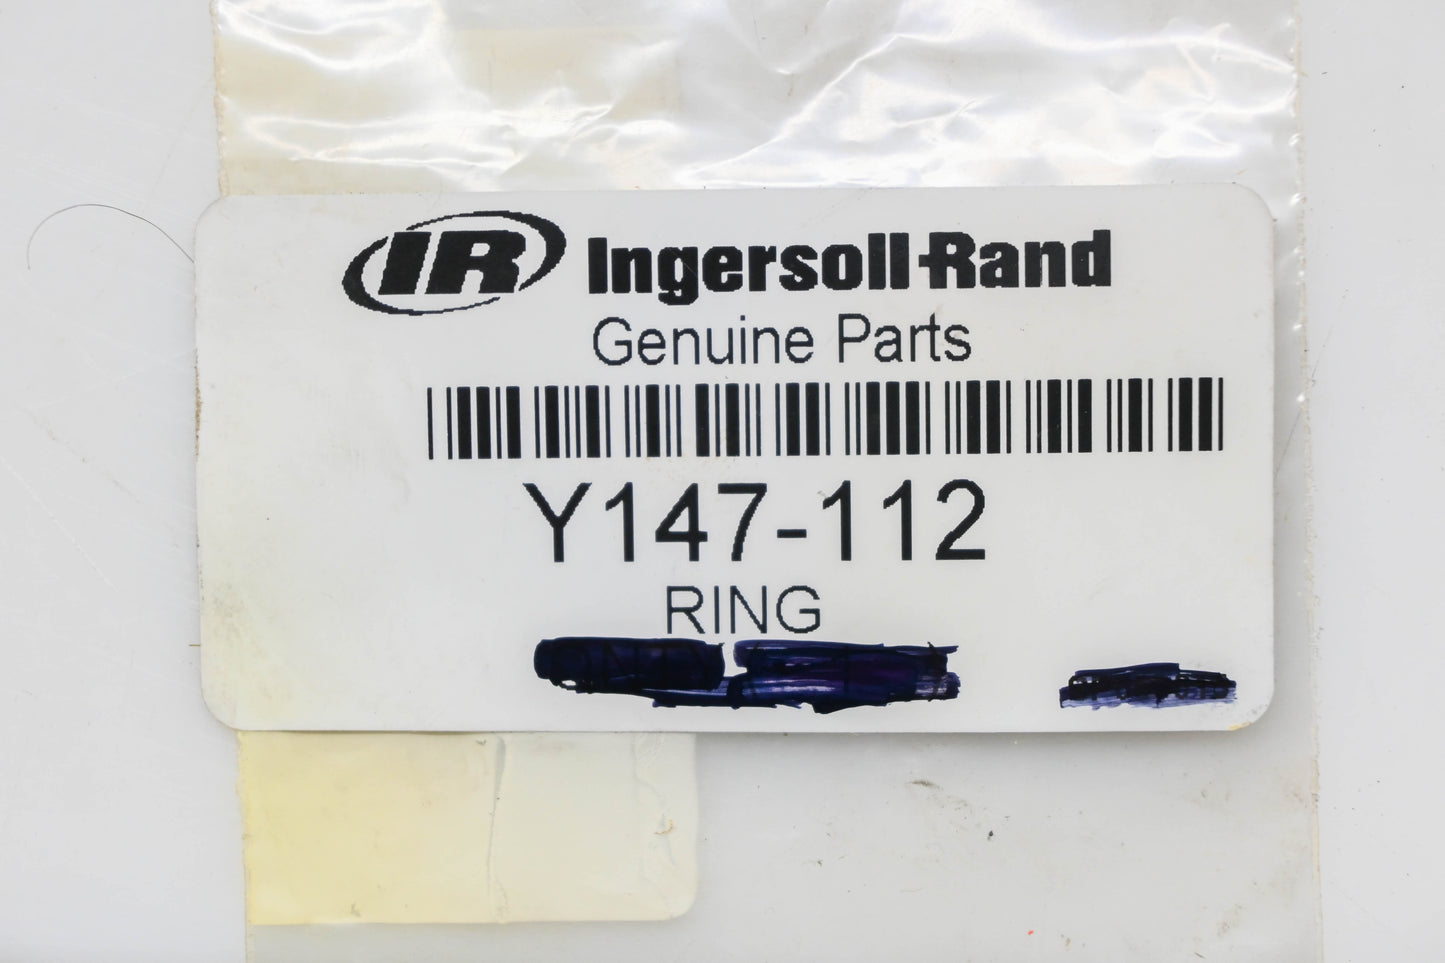 IR Ingersoll-Rand
Genuine Parts
Y147-112
RING